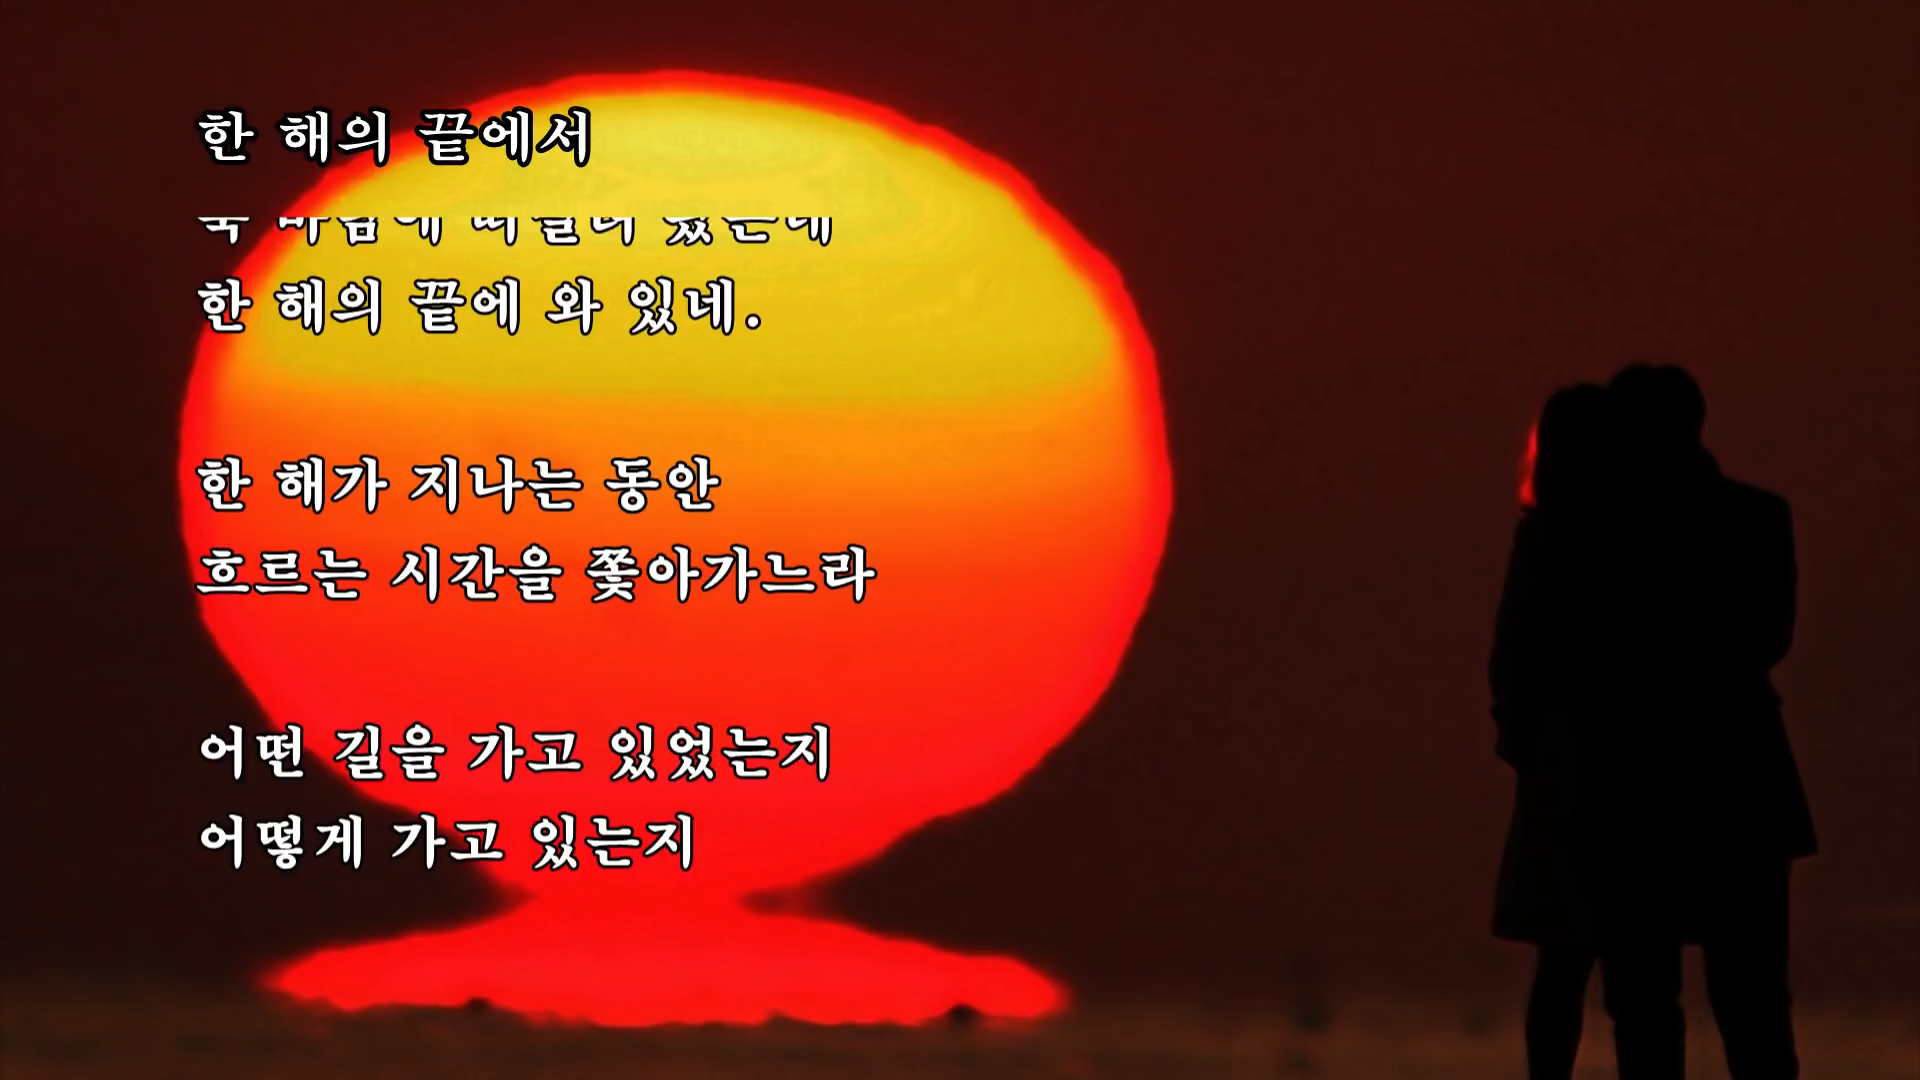 한 해의 끝에서
한 해의 끝에 와 있네.
한 해가 지나는 동안
흐르는 시간을 쫓아가느라
어떤 길을 가고 있었는지
어떻게 가고 있는지